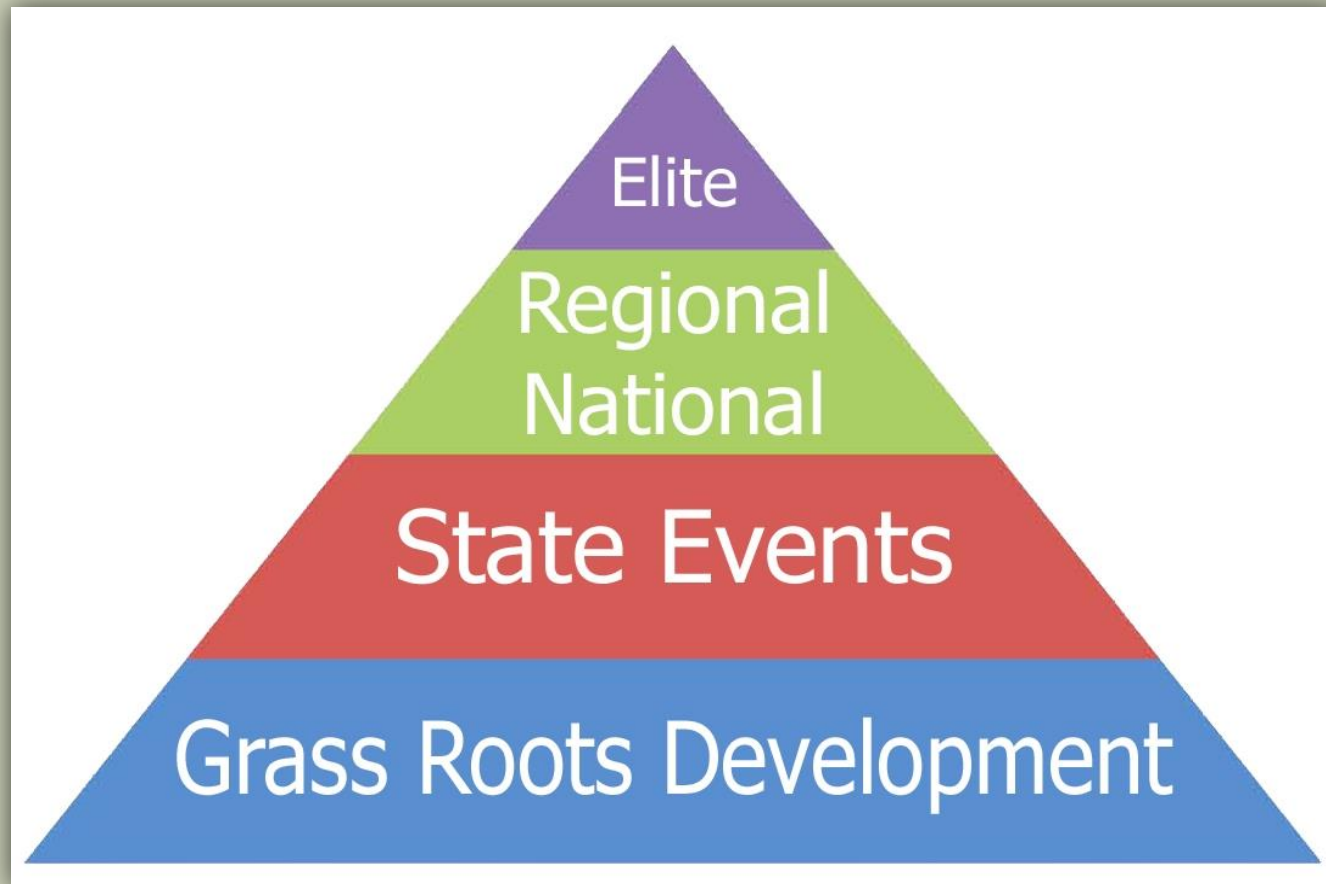 Elite
Regional
National
State Events
Grass Roots Development